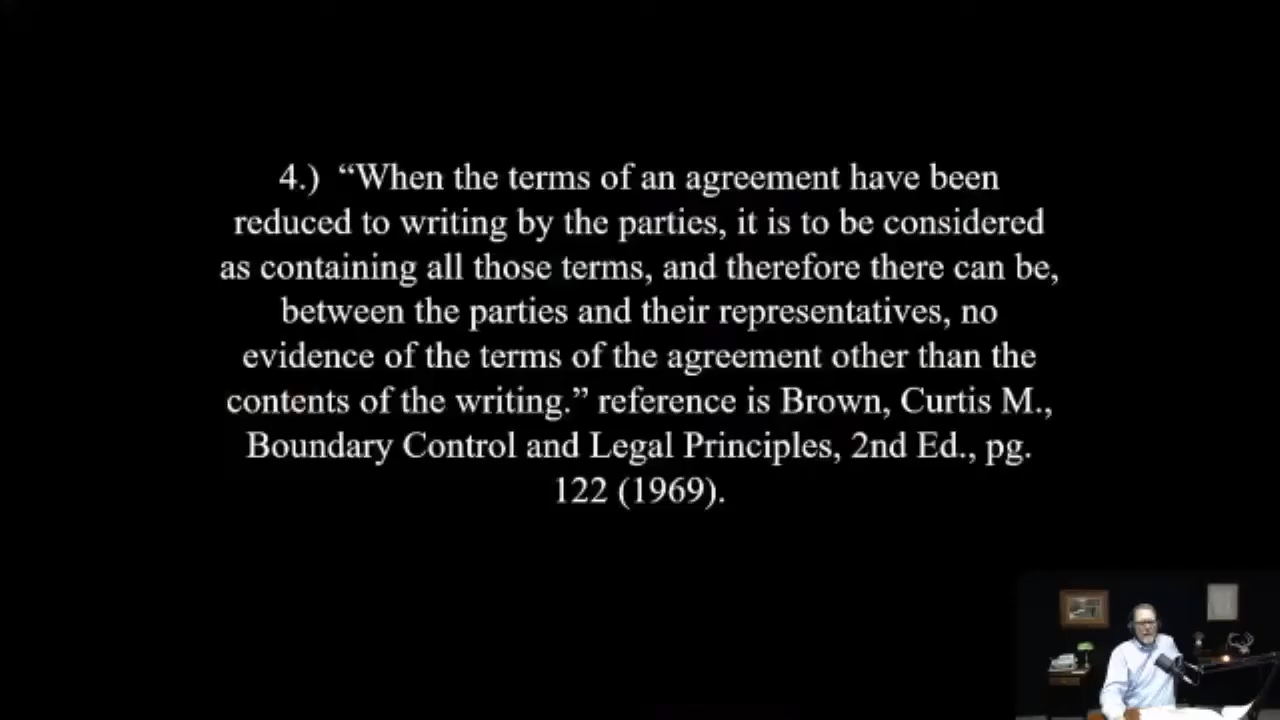 4.) “When the terms of an agreement have been
reduced to writing by the parties, it is to be considered
as containing all those terms, and therefore there can be,
between the parties and their representatives, no
evidence of the terms of the agreement other than the
contents of the writing.” reference is Brown, Curtis M.,
Boundary Control and Legal Principles, 2nd Ed., pg.
122 (1969).